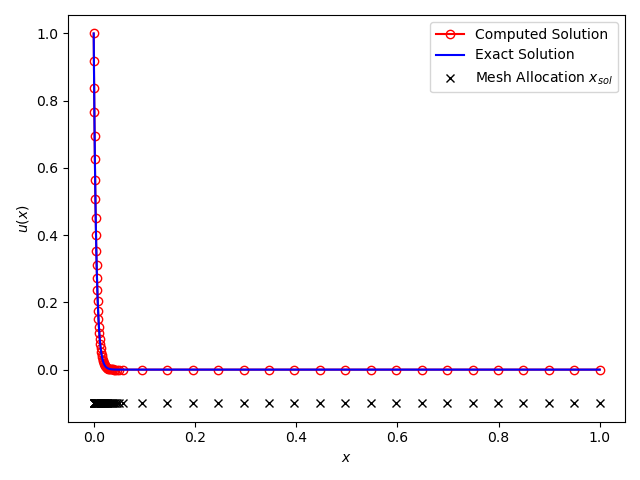 1.0
0.8
0.6
0.4
0.2
0.0
u(x)
0.0 0.2 0.4 0.6 0.8 1.0
x
Computed Solution
Exact Solution
Mesh Allocation x_sol